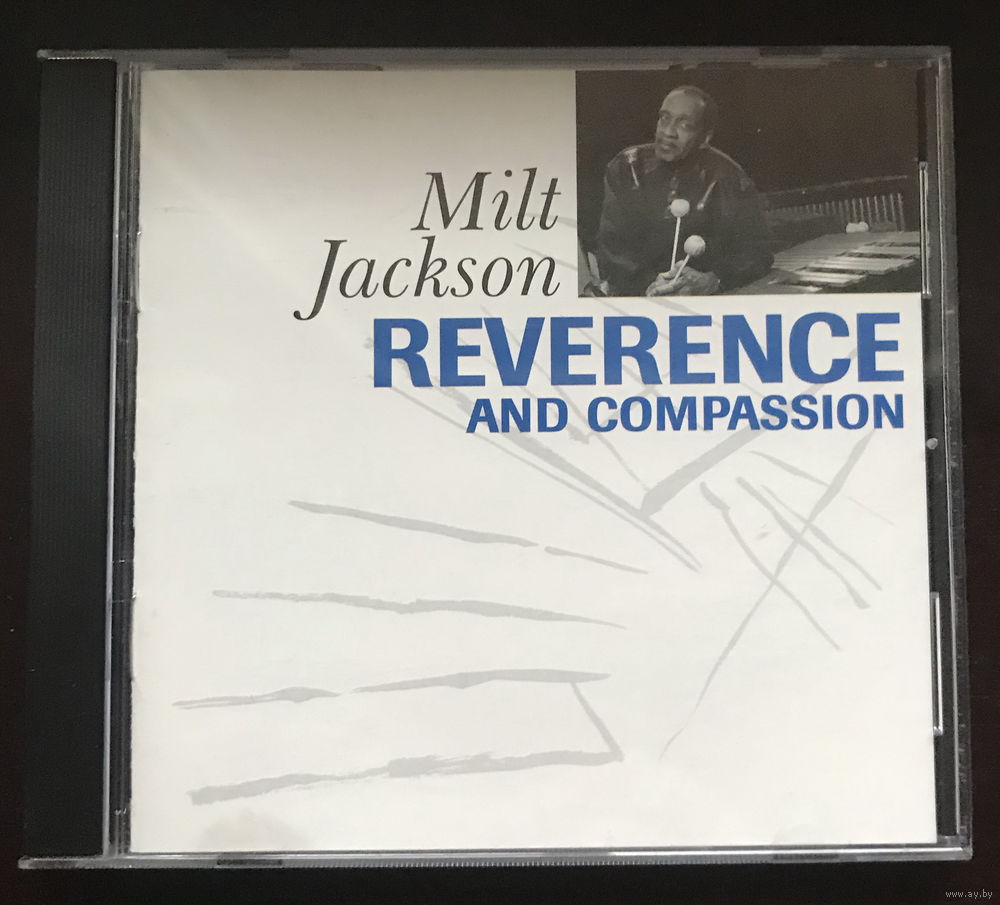 Milt
Jackson
REVERENCE
AND COMPASSION
www.ay.by